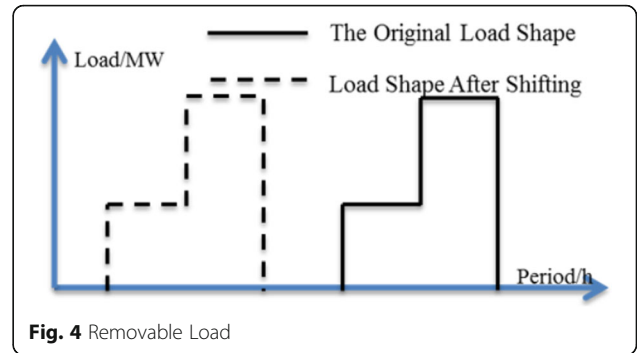 The Original Load Shape
Load/MW
Load Shape After Shifting
Period/h
Fig. 4 Removable Load